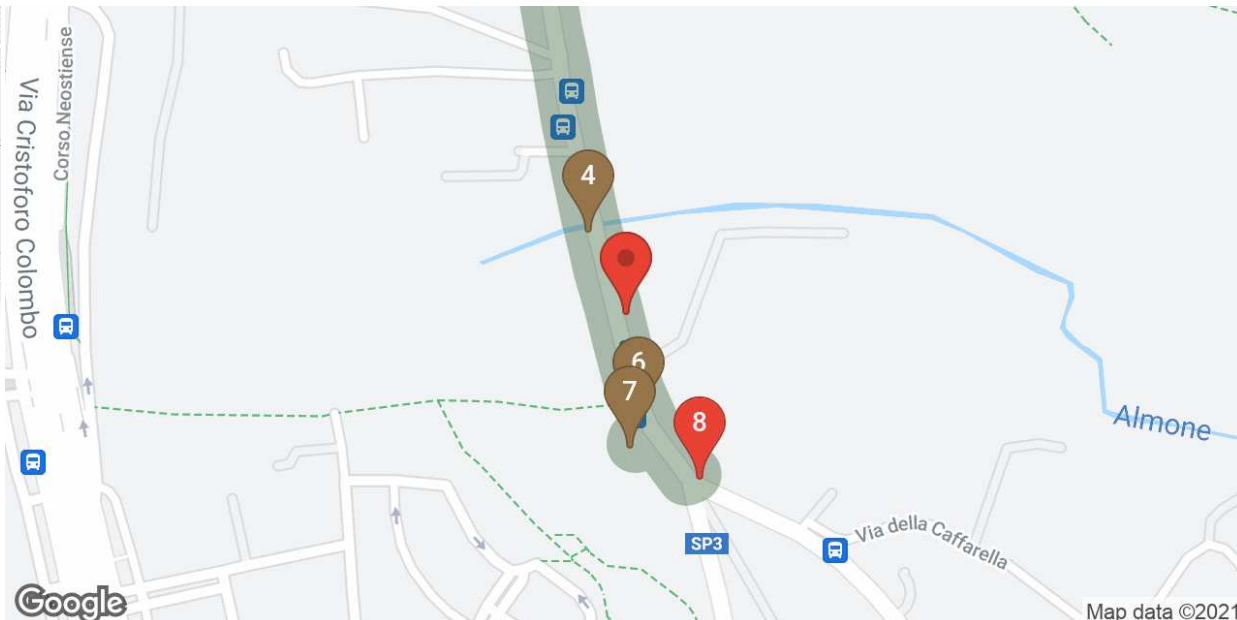 Via Cristoforo Colombo
Corso Neostiense
4
6
7
8
Almone
SP3
Via della Caffarella
Google
Map data ©2021